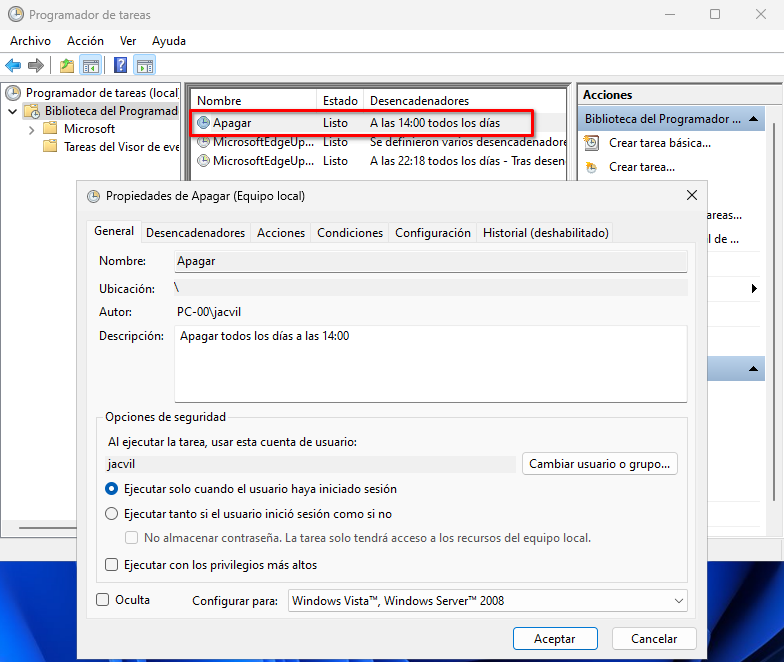 Programador de tareas
Archivo Acción Ver Ayuda
Programador de tareas (local)
Biblioteca del Programad
Microsoft
Tareas del Visor de eve
Nombre Estado Desencadenadores
Apagar Listo A las 14:00 todos los días
MicrosoftEdgeUp... Listo Se definieron varios desencadenadore
MicrosoftEdgeUp... Listo A las 22:18 todos los días - Tras desen
Acciones
Biblioteca del Programador ...
Crear tarea básica...
Crear tarea...
areas...
l de ...
Propiedades de Apagar (Equipo local)
General Desencadenadores Acciones Condiciones Configuración Historial (deshabilitado)
Nombre: Apagar
Ubicación: \
Autor: PC-00\jacvil
Descripción: Apagar todos los días a las 14:00
Opciones de seguridad
Al ejecutar la tarea, usar esta cuenta de usuario:
jacvil Cambiar usuario o grupo...
Ejecutar solo cuando el usuario haya iniciado sesión
Ejecutar tanto si el usuario inició sesión como si no
No almacenar contraseña. La tarea solo tendrá acceso a los recursos del equipo local.
Ejecutar con los privilegios más altos
Oculta Configurar para: Windows Vista™, Windows Server™ 2008
Aceptar Cancelar